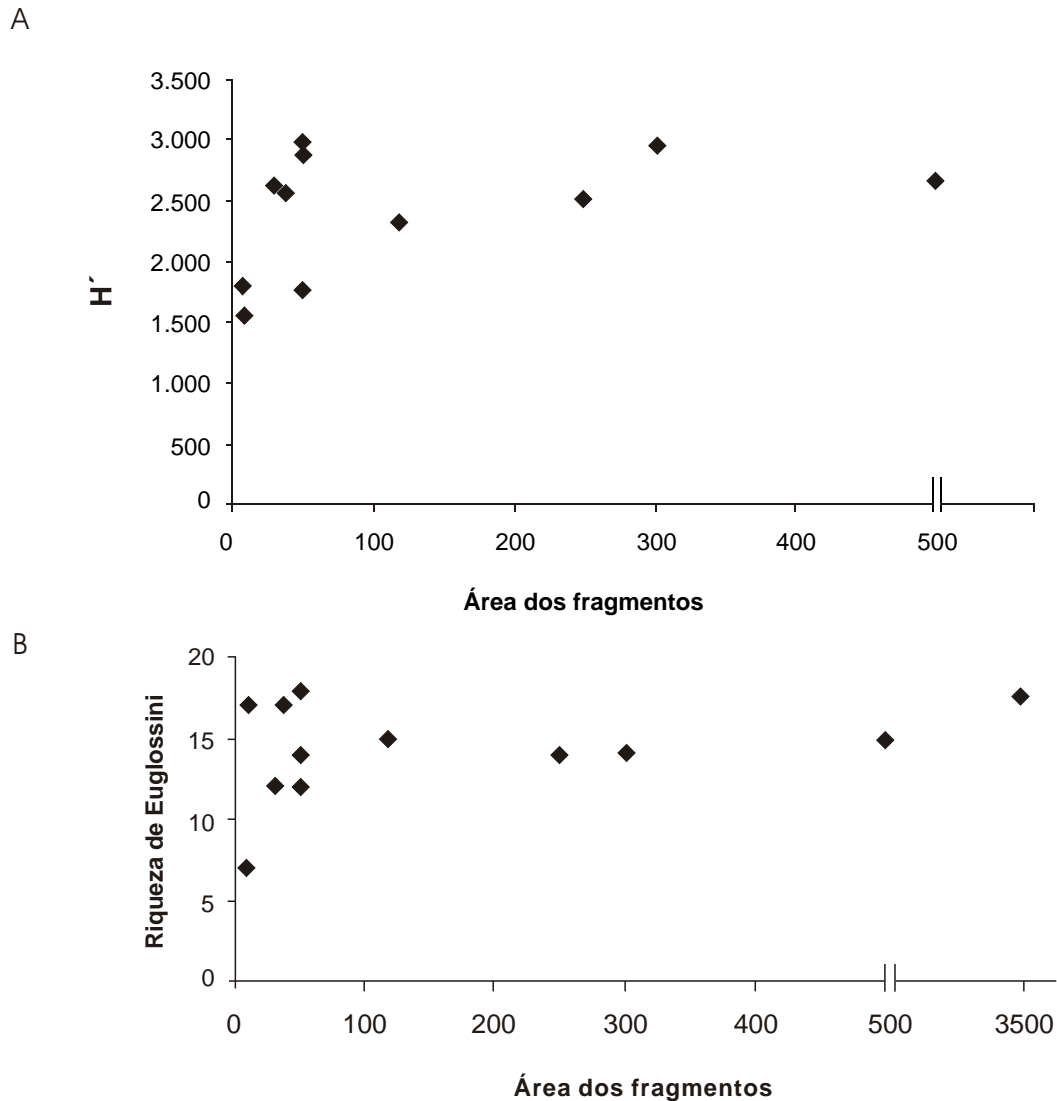 A
3.500
3.000
2.500
2.000
1.500
1.000
500
0
H´
0 100 200 300 400 500
Área dos fragmentos
B
20
15
10
5
0
Riqueza de Euglossini
0 100 200 300 400 500 3500
Área dos fragmentos